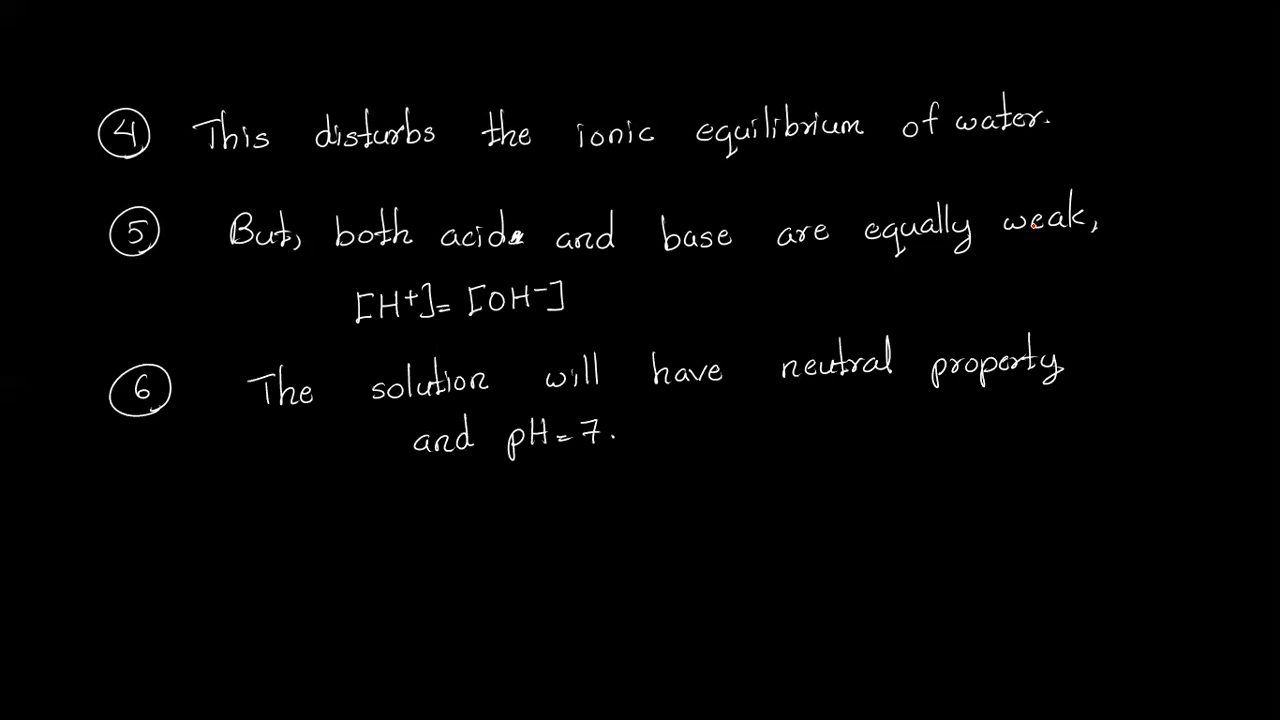 ④ This disturbs the ionic equilibrium of water.
⑤ But, both acid and base are equally weak,
[H⁺] = [OH⁻]
⑥ The solution will have neutral property
and pH = 7.